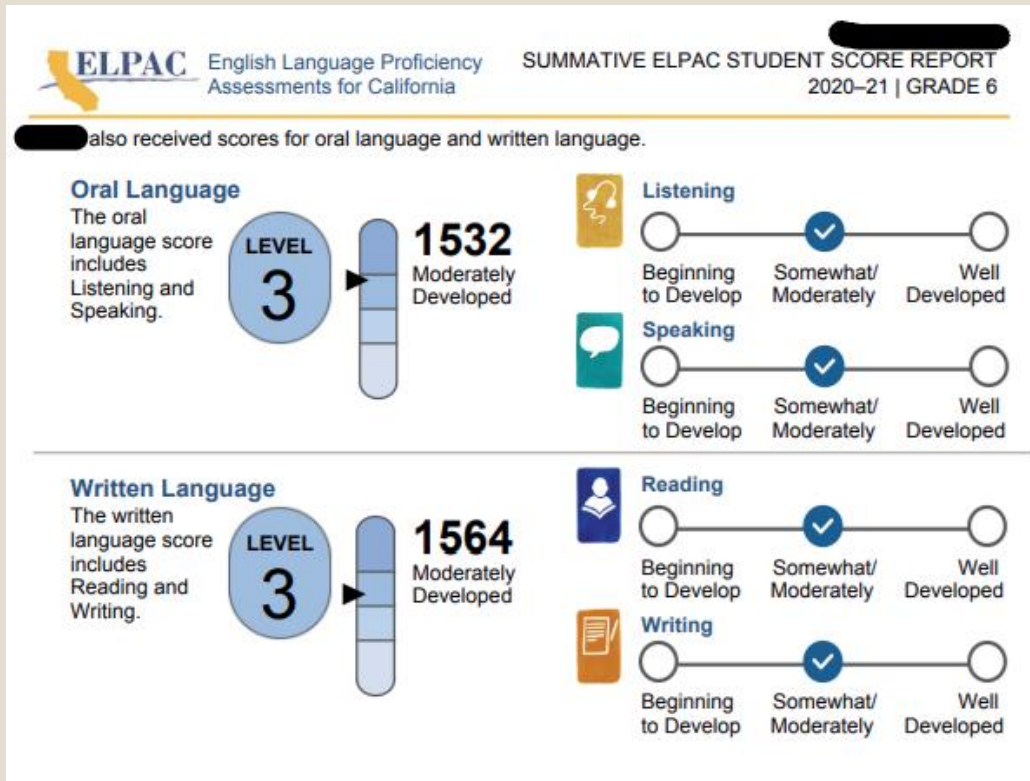 ELPAC
English Language Proficiency
Assessments for California
SUMMATIVE ELPAC STUDENT SCORE REPORT
2020–21 | GRADE 6
also received scores for oral language and written language.
Oral Language
The oral
language score
includes
Listening and
Speaking.
LEVEL
3
1532
Moderately
Developed
Listening
Beginning
to Develop
Somewhat/
Moderately
Well
Developed
Speaking
Beginning
to Develop
Somewhat/
Moderately
Well
Developed
Written Language
The written
language score
includes
Reading and
Writing.
LEVEL
3
1564
Moderately
Developed
Reading
Beginning
to Develop
Somewhat/
Moderately
Well
Developed
Writing
Beginning
to Develop
Somewhat/
Moderately
Well
Developed